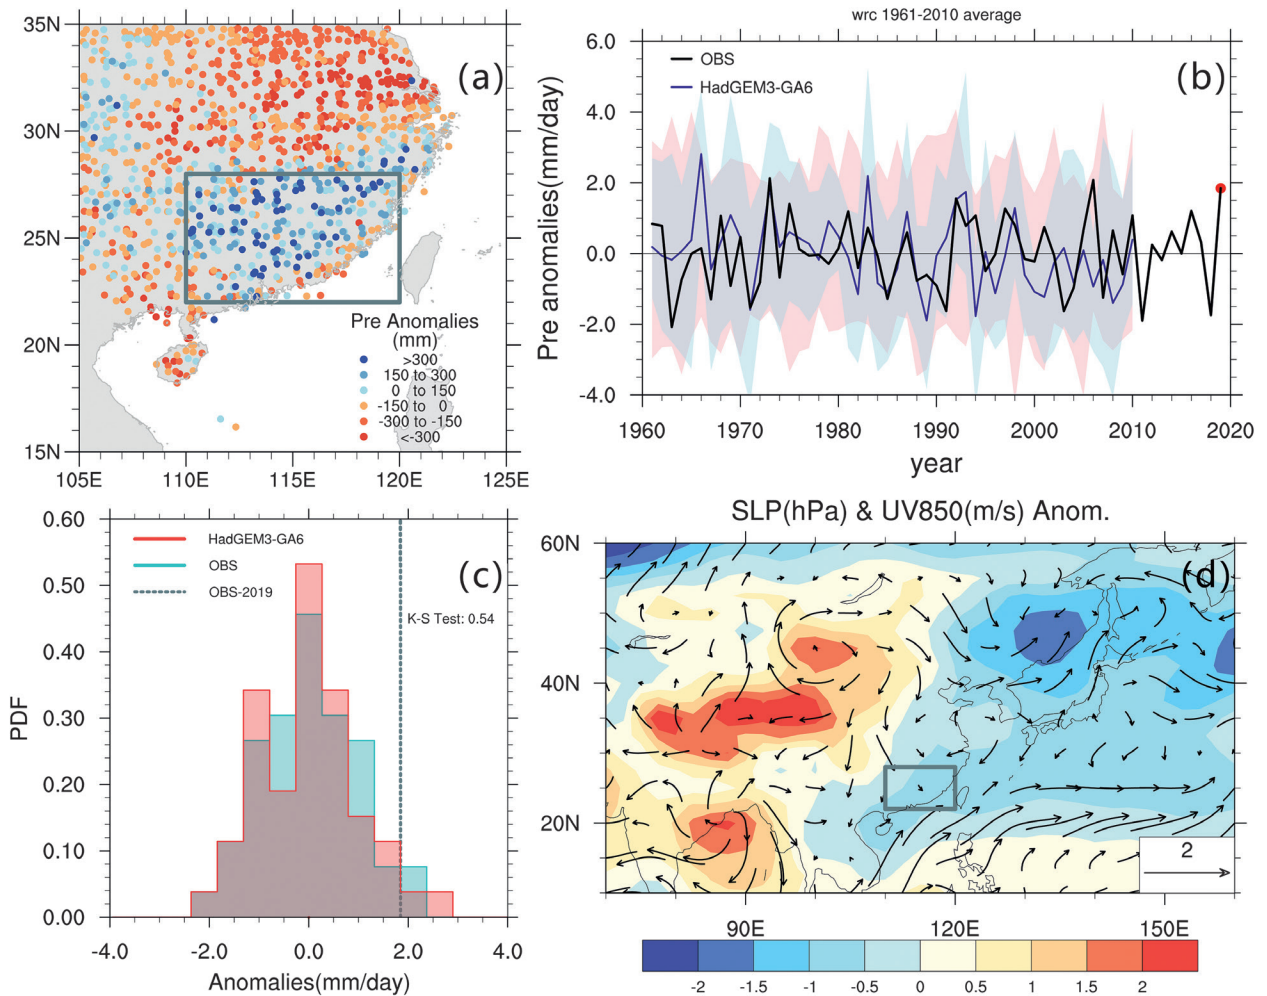 35N
30N
25N
20N
15N
105E
110E
115E
120E
125E
(a)
Pre Anomalies
(mm)
>300
150 to 300
0 to 150
-150 to 0
-300 to -150
<-300
wrc 1961-2010 average
6.0
4.0
2.0
0.0
-2.0
-4.0
Pre anomalies(mm/day)
OBS
HadGEM3-GA6
(b)
1960
1970
1980
1990
2000
2010
2020
year
0.60
0.50
0.40
0.30
0.20
0.10
0.00
PDF
HadGEM3-GA6
OBS
OBS-2019
(c)
K-S Test: 0.54
-4.0
-2.0
0.0
2.0
4.0
Anomalies(mm/day)
SLP(hPa) & UV850(m/s) Anom.
60N
40N
20N
(d)
2
90E
120E
150E
-2
-1.5
-1
-0.5
0
0.5
1
1.5
2